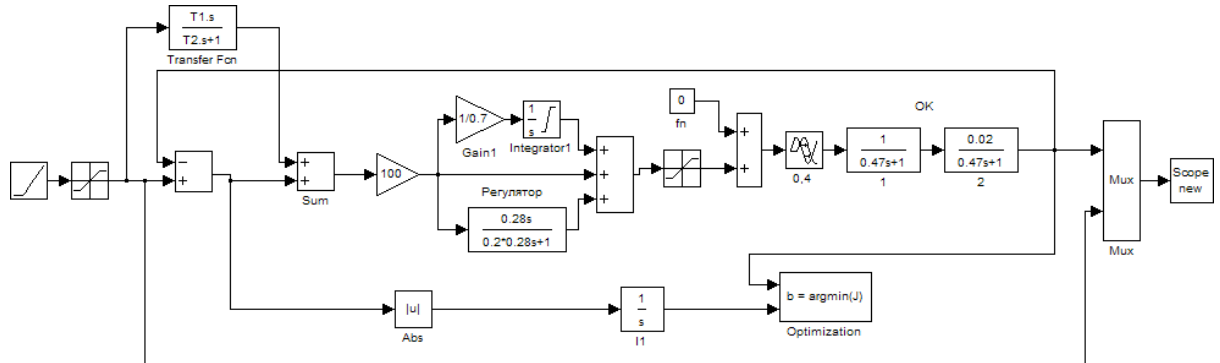 T1.s
T2.s+1
Transfer Fcn
OK
0
fn
1/0.7
Gain1
1
s
Integrator1
−
+
+
+
Sum
100
Регулятор
0.28s
0.2*0.28s+1
+
+
+
+
+
0,4
1
0.47s+1
1
0.02
0.47s+1
2
Mux
Mux
Scope
new
|u|
Abs
1
s
I1
b = argmin(J)
Optimization